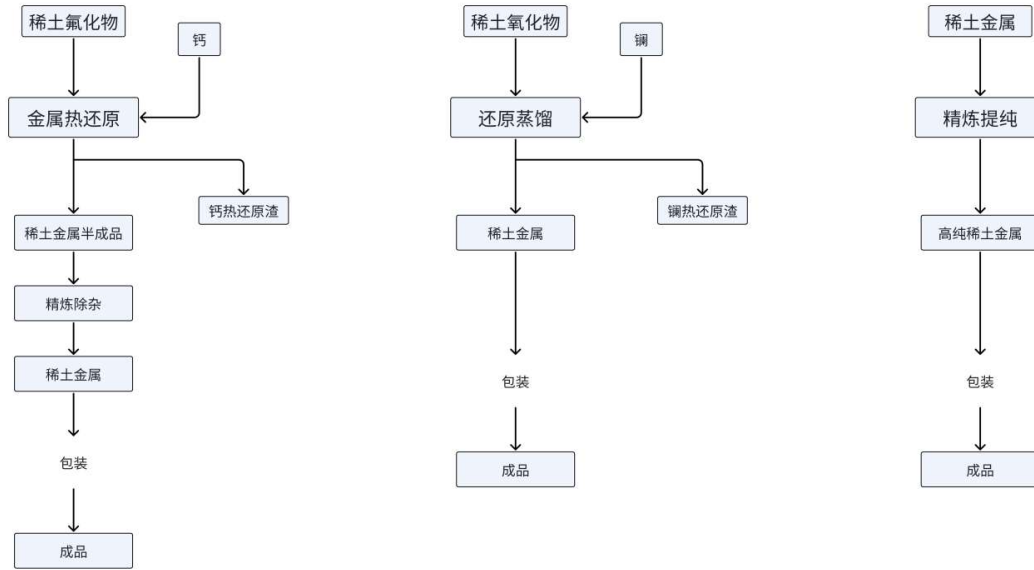 稀土氟化物
钙
金属热还原
钙热还原渣
稀土金属半成品
精炼除杂
稀土金属
包装
成品
稀土氧化物
镧
还原蒸馏
镧热还原渣
稀土金属
包装
成品
稀土金属
精炼提纯
高纯稀土金属
包装
成品